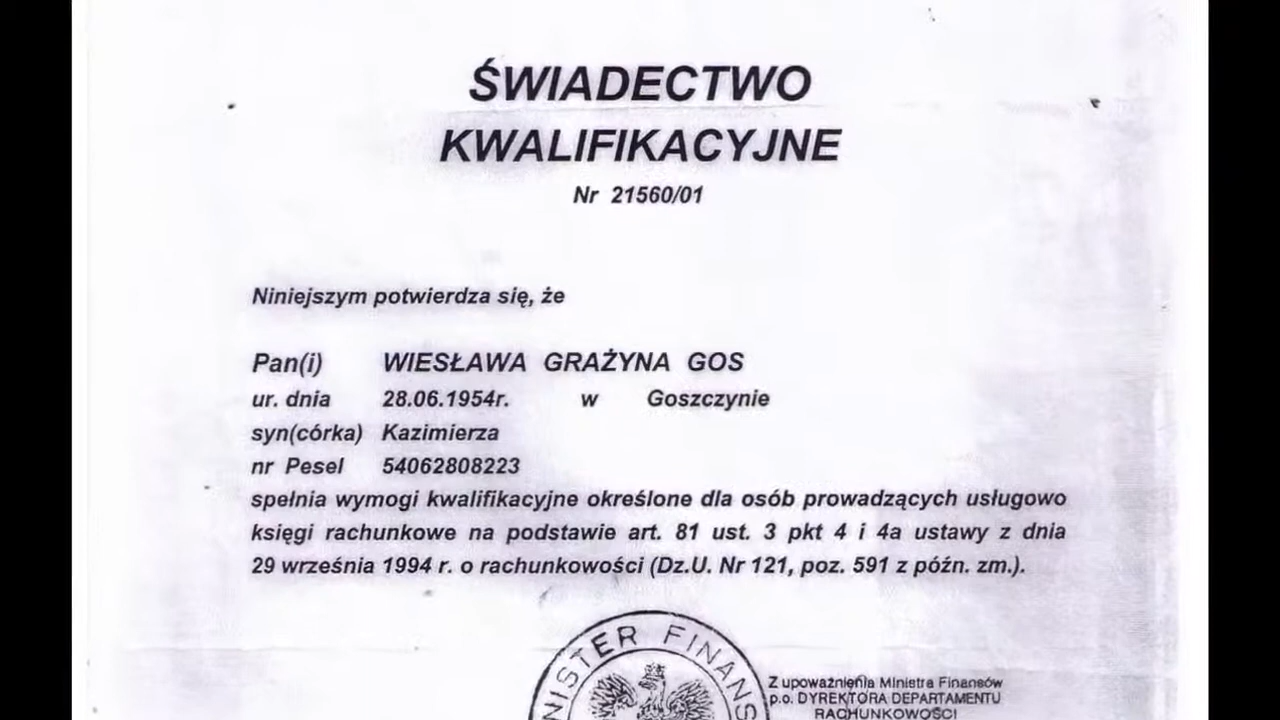 ŚWIADECTWO
KWALIFIKACYJNE
Nr 21560/01
Niniejszym potwierdza się, że
Pan(i) WIESŁAWA GRAŻYNA GOS
ur. dnia 28.06.1954r. w Goszczynie
syn(córka) Kazimierza
nr Pesel 54062808223
spełnia wymogi kwalifikacyjne określone dla osób prowadzących usługowo
księgi rachunkowe na podstawie art. 81 ust. 3 pkt 4 i 4a ustawy z dnia
29 września 1994 r. o rachunkowości (Dz.U. Nr 121, poz. 591 z późn. zm.).
Z upoważnienia Ministra Finansów
p.o. DYREKTORA DEPARTAMENTU
RACHUNKOWOŚCI